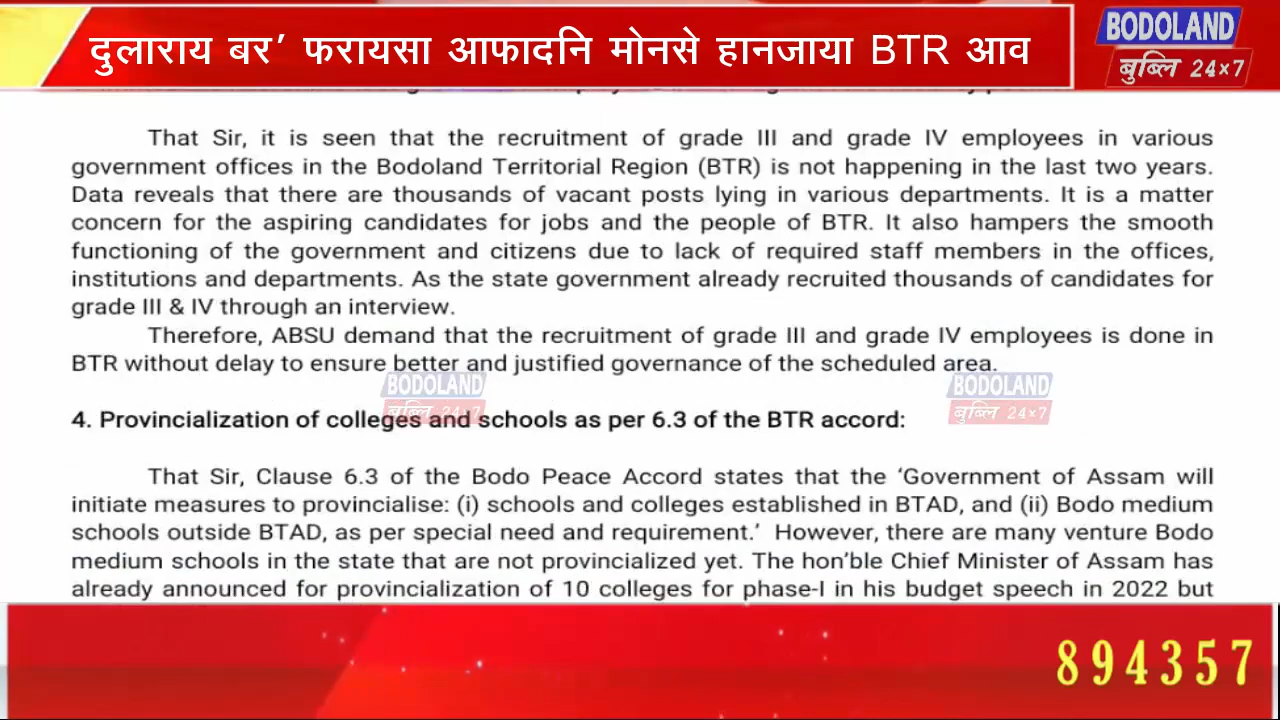 दुलाराय बर’ फरायसा आफादनि मोनसे हानजाया BTR आव
BODOLAND
बुब्लि 24×7
That Sir, it is seen that the recruitment of grade III and grade IV employees in various
government offices in the Bodoland Territorial Region (BTR) is not happening in the last two years.
Data reveals that there are thousands of vacant posts lying in various departments. It is a matter
concern for the aspiring candidates for jobs and the people of BTR. It also hampers the smooth
functioning of the government and citizens due to lack of required staff members in the offices,
institutions and departments. As the state government already recruited thousands of candidates for
grade III & IV through an interview.
Therefore, ABSU demand that the recruitment of grade III and grade IV employees is done in
BTR without delay to ensure better and justified governance of the scheduled area.
BODOLAND
बुब्लि 24×7
BODOLAND
बुब्लि 24×7
4. Provincialization of colleges and schools as per 6.3 of the BTR accord:
That Sir, Clause 6.3 of the Bodo Peace Accord states that the ‘Government of Assam will
initiate measures to provincialise: (i) schools and colleges established in BTAD, and (ii) Bodo medium
schools outside BTAD, as per special need and requirement.’ However, there are many venture Bodo
medium schools in the state that are not provincialized yet. The hon’ble Chief Minister of Assam has
already announced for provincialization of 10 colleges for phase-I in his budget speech in 2022 but
894357